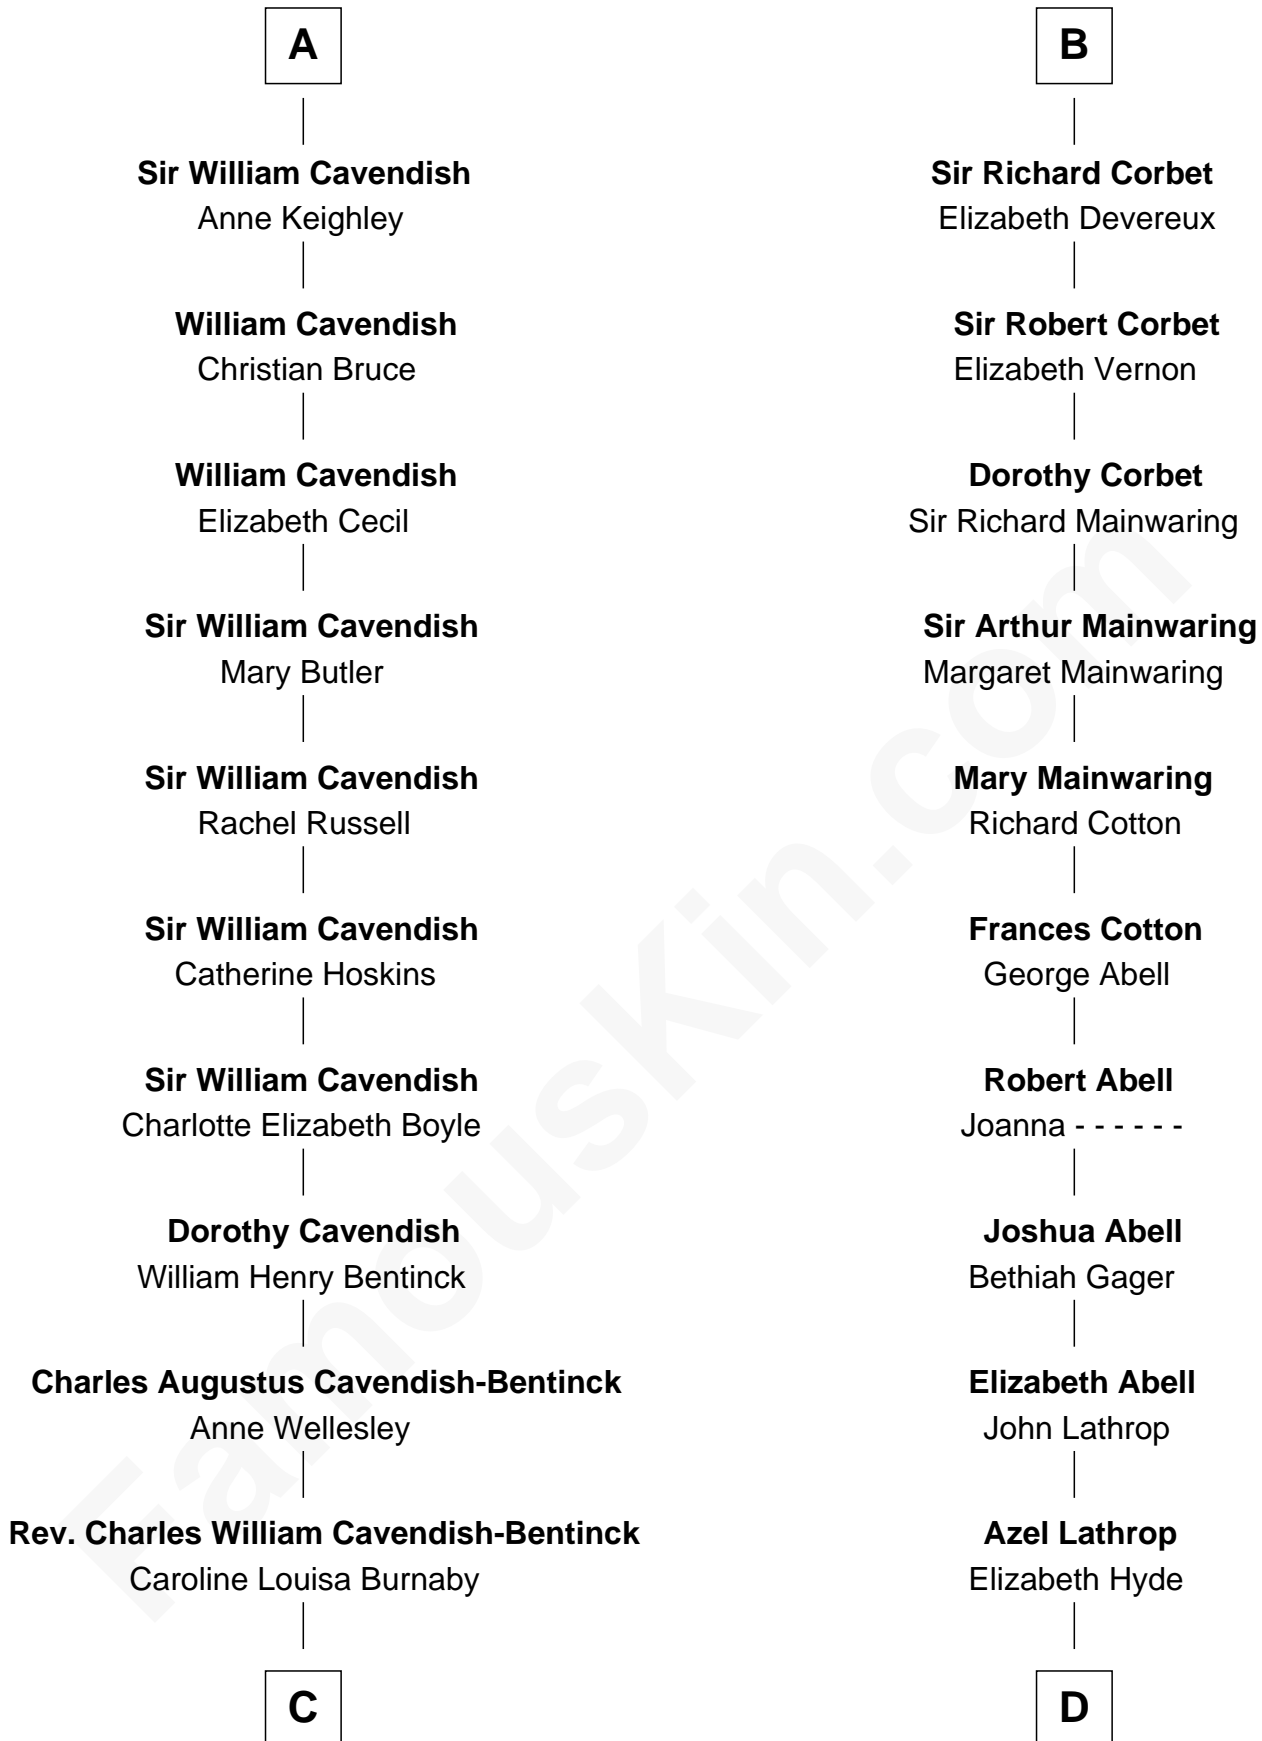 A
Sir William Cavendish
Anne Keighley
William Cavendish
Christian Bruce
William Cavendish
Elizabeth Cecil
Sir William Cavendish
Mary Butler
Sir William Cavendish
Rachel Russell
Sir William Cavendish
Catherine Hoskins
Sir William Cavendish
Charlotte Elizabeth Boyle
Dorothy Cavendish
William Henry Bentinck
Charles Augustus Cavendish-Bentinck
Anne Wellesley
Rev. Charles William Cavendish-Bentinck
Caroline Louisa Burnaby
C
B
Sir Richard Corbet
Elizabeth Devereux
Sir Robert Corbet
Elizabeth Vernon
Dorothy Corbet
Sir Richard Mainwaring
Sir Arthur Mainwaring
Margaret Mainwaring
Mary Mainwaring
Richard Cotton
Frances Cotton
George Abell
Robert Abell
Joanna - - - - - -
Joshua Abell
Bethiah Gager
Elizabeth Abell
John Lathrop
Azel Lathrop
Elizabeth Hyde
D
FamousKin.com